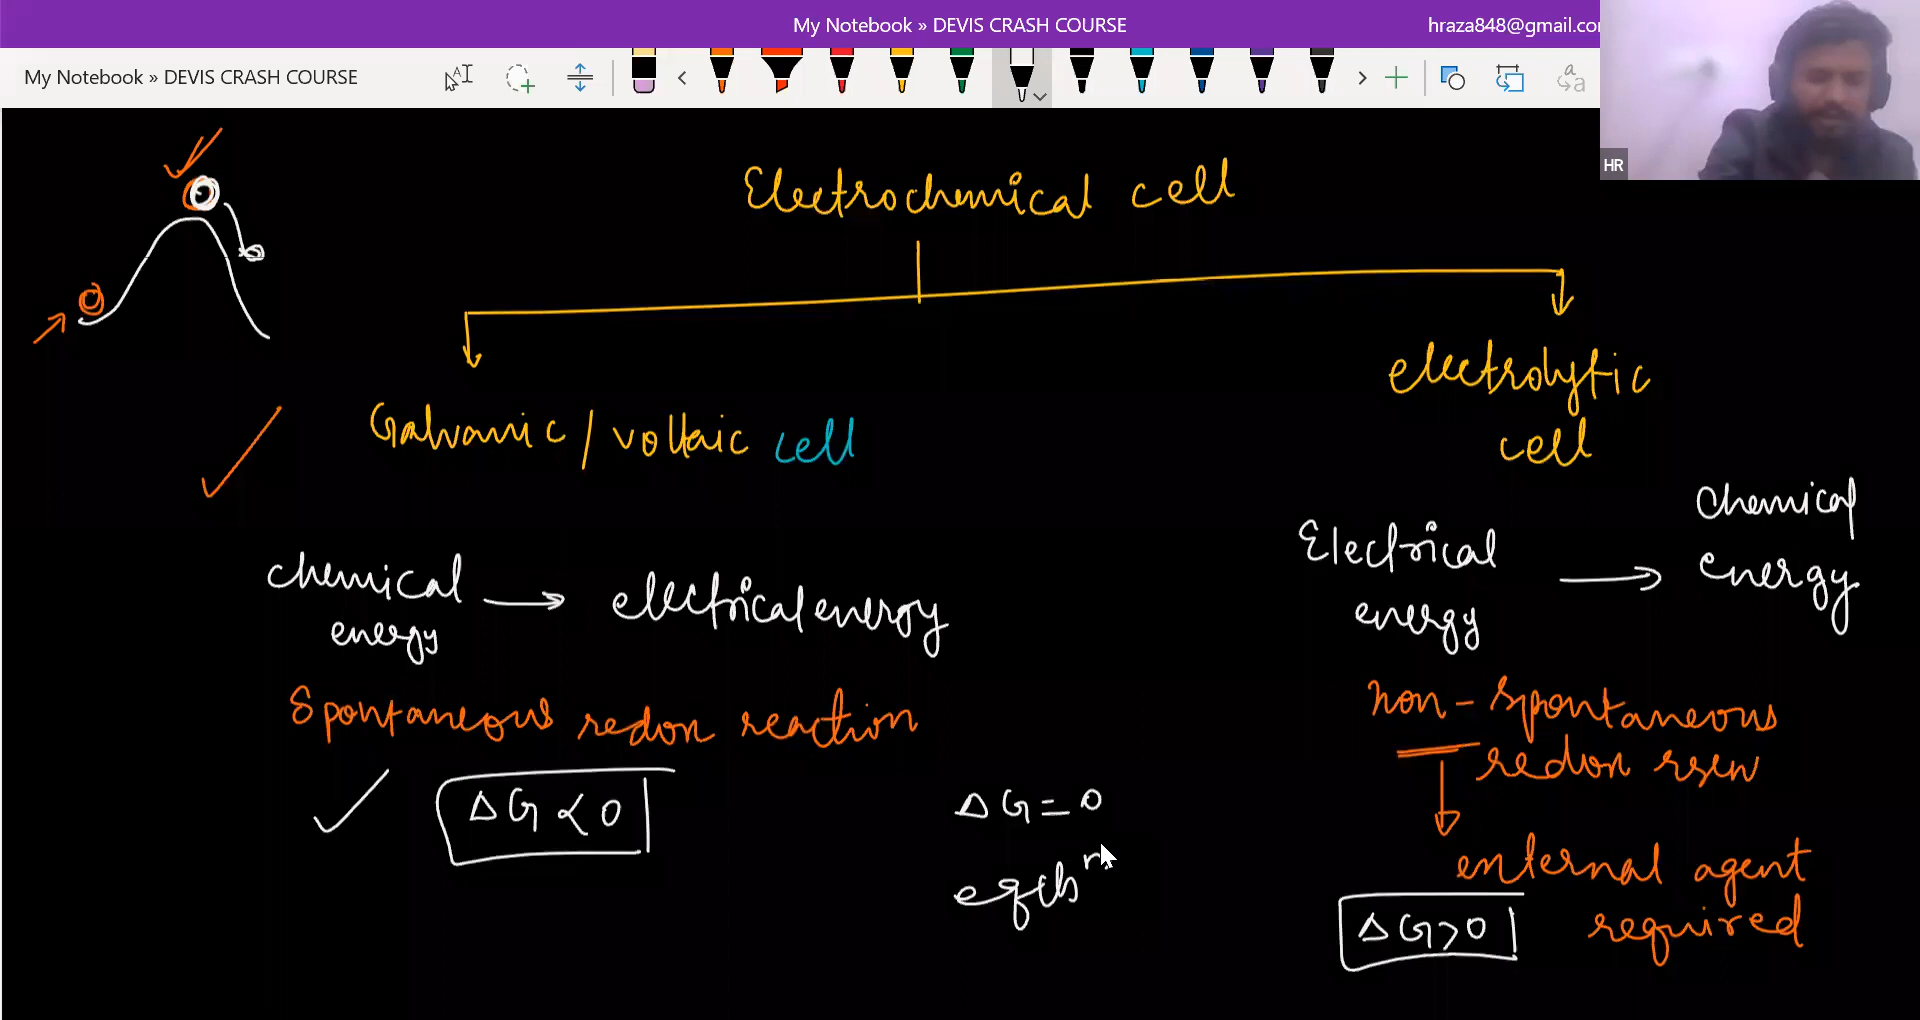 My Notebook » DEVIS CRASH COURSE
hraza848@gmail.co
My Notebook » DEVIS CRASH COURSE
HR
Electrochemical cell
Galvanic / voltaic cell
electrolytic
cell
chemical
energy → electrical energy
Electrical
energy → chemical
energy
Spontaneous redox reaction
non-spontaneous
redox rxn
ΔG < 0
ΔG = 0
eqlbm
external agent
required
ΔG > 0